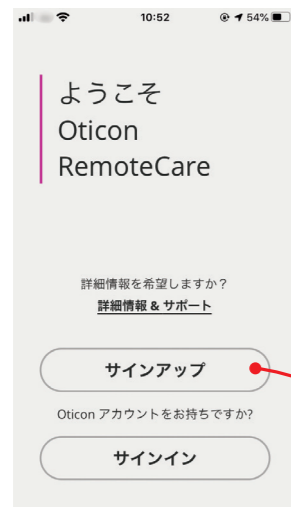 10:52
54%
ようこそ
Oticon
RemoteCare
詳細情報を希望しますか？
詳細情報 & サポート
サインアップ
Oticon アカウントをお持ちですか?
サインイン